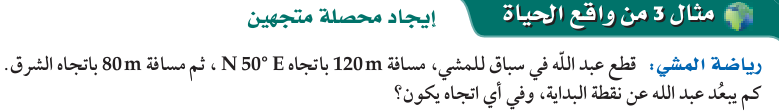 مثال 3 من واقع الحياة إيجاد محصلة متجهين
رياضة المشي: قطع عبد اللّه في سباق للمشي، مسافة 120 m باتجاه N 50° E ، ثم مسافة 80 m باتجاه الشرق.
كم يبعُد عبد الله عن نقطة البداية، وفي أي اتجاه يكون؟